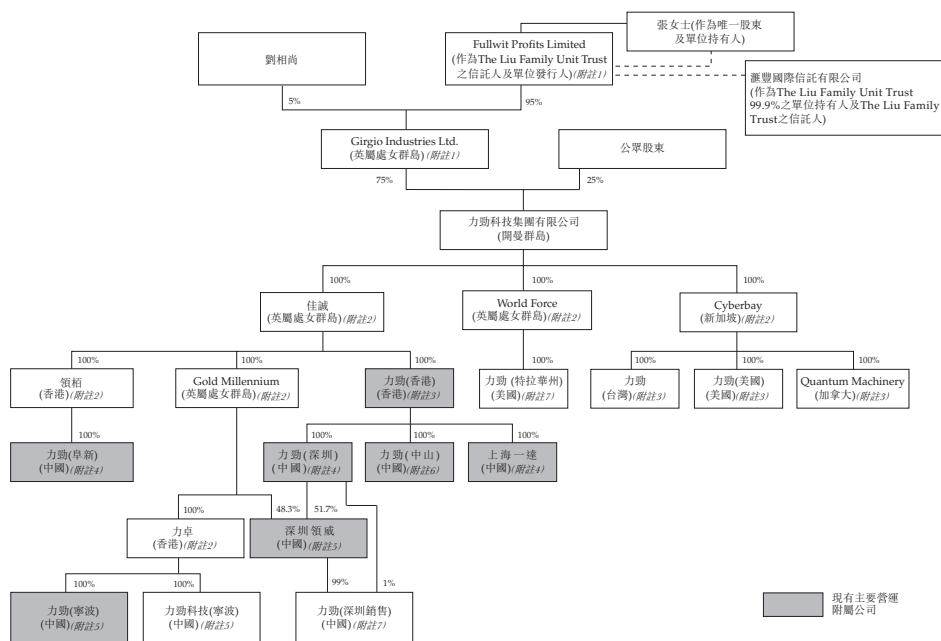 張女士(作為唯一股東
及單位持有人)
劉相尚
Fullwit Profits Limited
(作為The Liu Family Unit Trust
之信託人及單位發行人)(附註1)
滙豐國際信託有限公司
(作為The Liu Family Unit Trust
99.9%之單位持有人及The Liu Family
Trust之信託人)
5%
95%
Girgio Industries Ltd.
(英屬處女群島)(附註1)
公眾股東
75%
25%
力勁科技集團有限公司
(開曼群島)
100%
100%
100%
佳誠
(英屬處女群島)(附註2)
World Force
(英屬處女群島)(附註2)
Cyberbay
(新加坡)(附註2)
100%
100%
100%
100%
100%
100%
100%
領栢
(香港)(附註2)
Gold Millennium
(英屬處女群島)(附註2)
力勁(香港)
(香港)(附註3)
力勁 (特拉華州)
(美國)(附註7)
力勁
(台灣)(附註3)
力勁(美國)
(美國)(附註3)
Quantum Machinery
(加拿大)(附註3)
100%
100%
100%
100%
力勁(阜新)
(中國)(附註4)
力勁(深圳)
(中國)(附註4)
力勁(中山)
(中國)(附註6)
上海一達
(中國)(附註4)
100%
48.3%
51.7%
力卓
(香港)(附註2)
深圳領威
(中國)(附註5)
100%
100%
99%
1%
力勁(寧波)
(中國)(附註5)
力勁科技(寧波)
(中國)(附註5)
力勁(深圳銷售)
(中國)(附註7)
現有主要營運
附屬公司